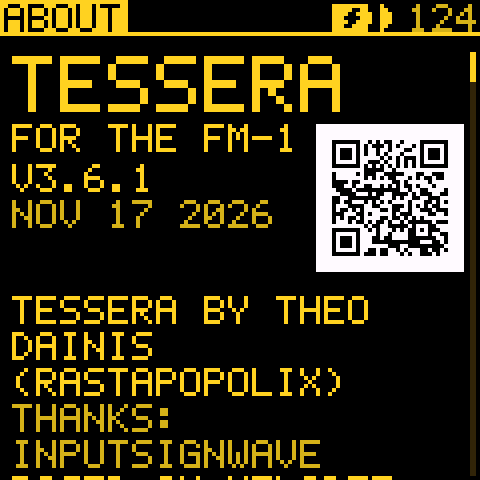 ABOUT 124
TESSERA
FOR THE FM-1
V3.6.1
NOV 17 2026
TESSERA BY THEO
DAINIS
(RASTAPOPOLIX)
THANKS:
INPUTSIGNWAVE